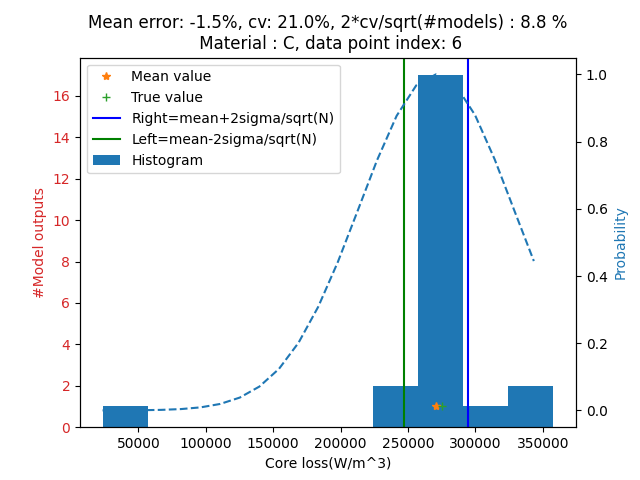 Mean error: -1.5%, cv: 21.0%, 2*cv/sqrt(#models) : 8.8 %
Material : C, data point index: 6
Mean value
True value
Right=mean+2sigma/sqrt(N)
Left=mean-2sigma/sqrt(N)
Histogram
#Model outputs
16
14
12
10
8
6
4
2
0
1.0
0.8
0.6
0.4
0.2
0.0
Probability
50000 100000 150000 200000 250000 300000 350000
Core loss(W/m^3)